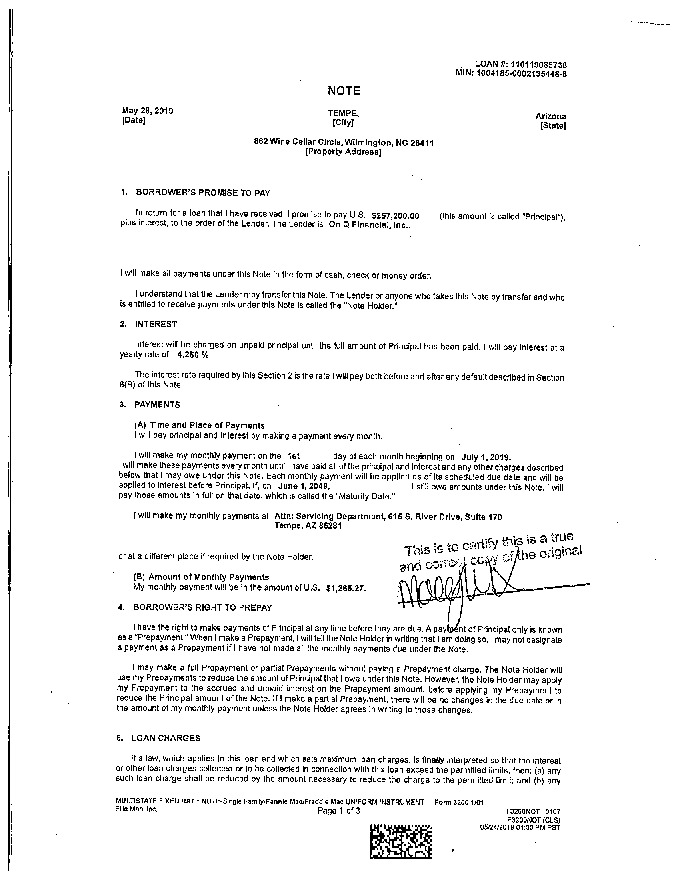 LOAN #: 110119085738
MIN: 1004185-0002135448-8
NOTE
May 28, 2019
[Date]
TEMPE,
[City]
Arizona
[State]
862 Wine Cellar Circle, Wilmington, NC 28411
[Property Address]
1. BORROWER'S PROMISE TO PAY
In return for a loan that I have received, I promise to pay U.S. $257,200.00 (this amount is called "Principal"),
plus interest, to the order of the Lender. The Lender is On Q Financial, Inc..
I will make all payments under this Note in the form of cash, check or money order.
I understand that the Lender may transfer this Note. The Lender or anyone who takes this Note by transfer and who
is entitled to receive payments under this Note is called the "Note Holder."
2. INTEREST
Interest will be charged on unpaid principal until the full amount of Principal has been paid. I will pay interest at a
yearly rate of 4.250 %
The interest rate required by this Section 2 is the rate I will pay both before and after any default described in Section
6(B) of this Note.
3. PAYMENTS
(A) Time and Place of Payments
I will pay principal and interest by making a payment every month.
I will make my monthly payment on the 1st day of each month beginning on July 1, 2019.
I will make these payments every month until I have paid all of the principal and interest and any other charges described
below that I may owe under this Note. Each monthly payment will be applied as of its scheduled due date and will be
applied to interest before Principal. If, on June 1, 2049, I still owe amounts under this Note, I will
pay those amounts in full on that date, which is called the "Maturity Date."
I will make my monthly payments at Attn: Servicing Department, 615 S. River Drive, Suite 170
Tempe, AZ 85281
or at a different place if required by the Note Holder.
This is to certify this is a true
and correct copy of the original
(B) Amount of Monthly Payments
My monthly payment will be in the amount of U.S. $1,265.27.
4. BORROWER'S RIGHT TO PREPAY
I have the right to make payments of Principal at any time before they are due. A payment of Principal only is known
as a "Prepayment." When I make a Prepayment, I will tell the Note Holder in writing that I am doing so. I may not designate
a payment as a Prepayment if I have not made all the monthly payments due under the Note.
I may make a full Prepayment or partial Prepayments without paying a Prepayment charge. The Note Holder will
use my Prepayments to reduce the amount of Principal that I owe under this Note. However, the Note Holder may apply
my Prepayment to the accrued and unpaid interest on the Prepayment amount, before applying my Prepayment to
reduce the Principal amount of the Note. If I make a partial Prepayment, there will be no changes in the due date or in
the amount of my monthly payment unless the Note Holder agrees in writing to those changes.
5. LOAN CHARGES
If a law, which applies to this loan and which sets maximum loan charges, is finally interpreted so that the interest
or other loan charges collected or to be collected in connection with this loan exceed the permitted limits, then: (a) any
such loan charge shall be reduced by the amount necessary to reduce the charge to the permitted limit; and (b) any
MULTISTATE FIXED RATE NOTE-Single Family-Fannie Mae/Freddie Mac UNIFORM INSTRUMENT Form 3200 1/01
Ellie Mae, Inc.
Page 1 of 3
F3200NOT 0107
F3200NOT (CLS)
05/24/2019 01:00 PM PST